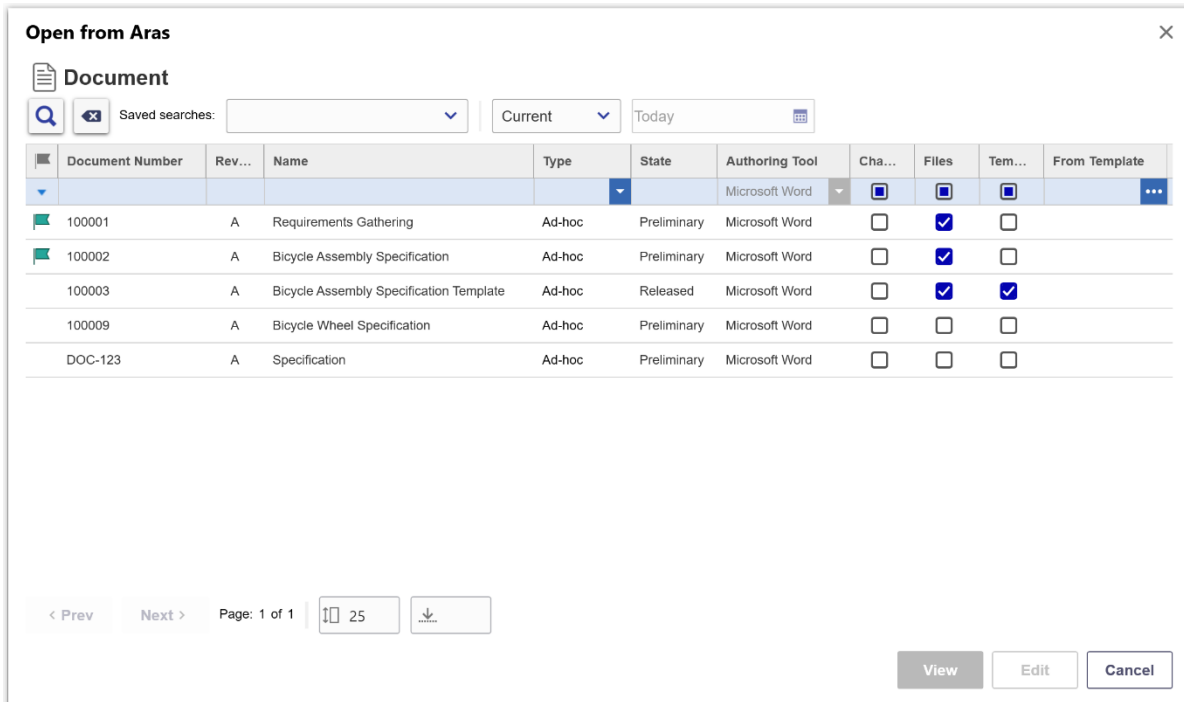 Open from Aras
Document
Saved searches: Current Today
Document Number Rev... Name Type State Authoring Tool Cha... Files Tem... From Template
Microsoft Word
100001 A Requirements Gathering Ad-hoc Preliminary Microsoft Word
100002 A Bicycle Assembly Specification Ad-hoc Preliminary Microsoft Word
100003 A Bicycle Assembly Specification Template Ad-hoc Released Microsoft Word
100009 A Bicycle Wheel Specification Ad-hoc Preliminary Microsoft Word
DOC-123 A Specification Ad-hoc Preliminary Microsoft Word
< Prev Next > Page: 1 of 1 25
View Edit Cancel